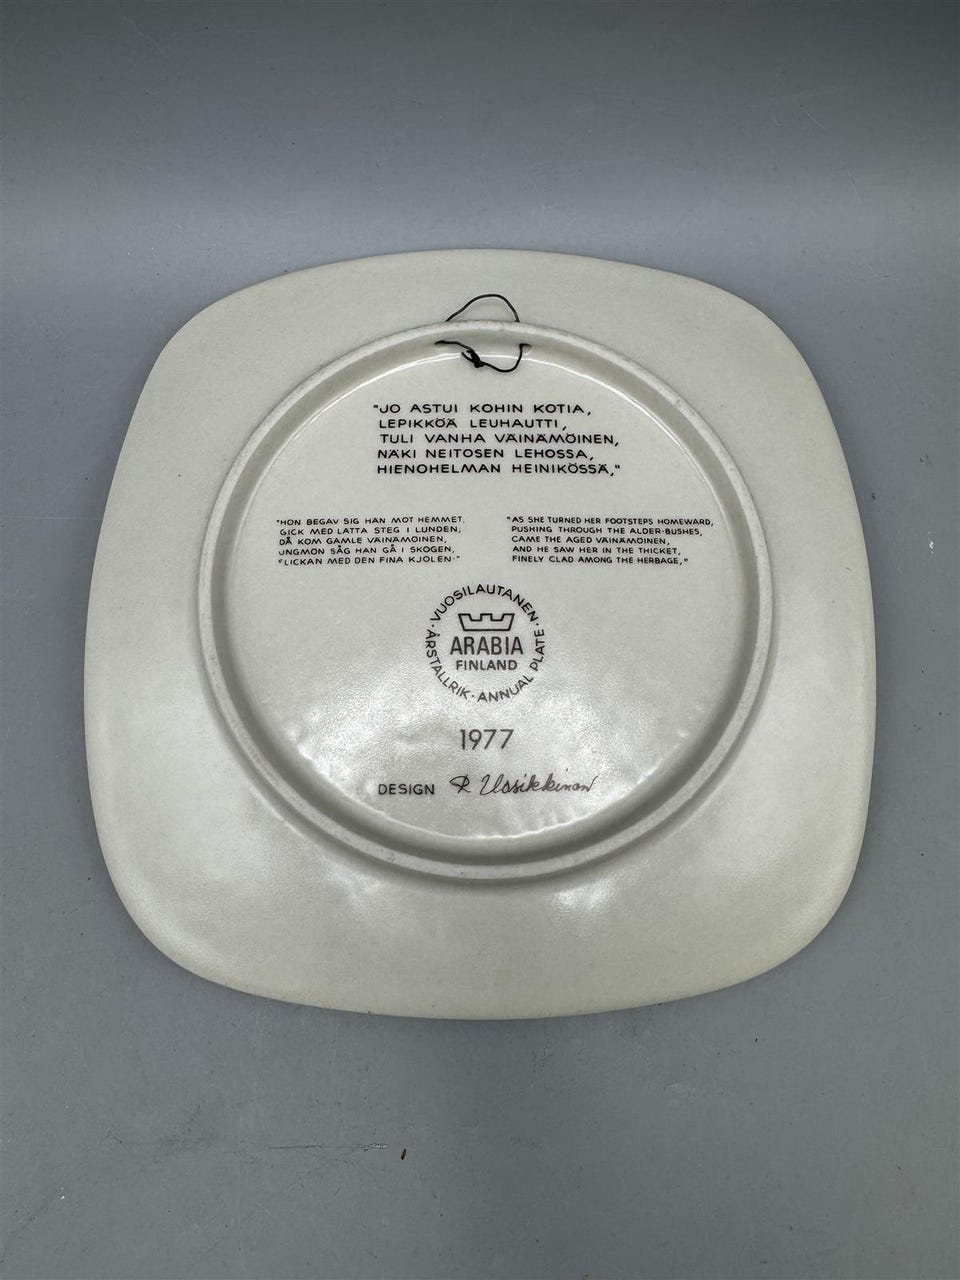 "JO ASTUI KOHIN KOTIA,
LEPIKKÖÄ LEUHAUTTI,
TULI VANHA VÄINÄMÖINEN,
NÄKI NEITOSEN LEHOSSA,
HIENOHELMAN HEINIKÖSSÄ,"
"HON BEGAV SIG HÄN MOT HEMMET,
GICK MED LÄTTA STEG I LUNDEN;
DÅ KOM GAMLE VÄINÄMÖINEN,
UNGMÖN SÅG HAN GÅ I SKOGEN,
LICKAN MED DEN FINA KJOLEN."
"AS SHE TURNED HER FOOTSTEPS HOMEWARD,
PUSHING THROUGH THE ALDER-BUSHES,
CAME THE AGED VÄINÄMÖINEN,
AND HE SAW HER IN THE THICKET,
FINELY CLAD AMONG THE HERBAGE,"
VUOSILAUTANEN · ÅRSTALLRIK · ANNUAL PLATE ·
ARABIA
FINLAND
1977
DESIGN R Uosikkinen